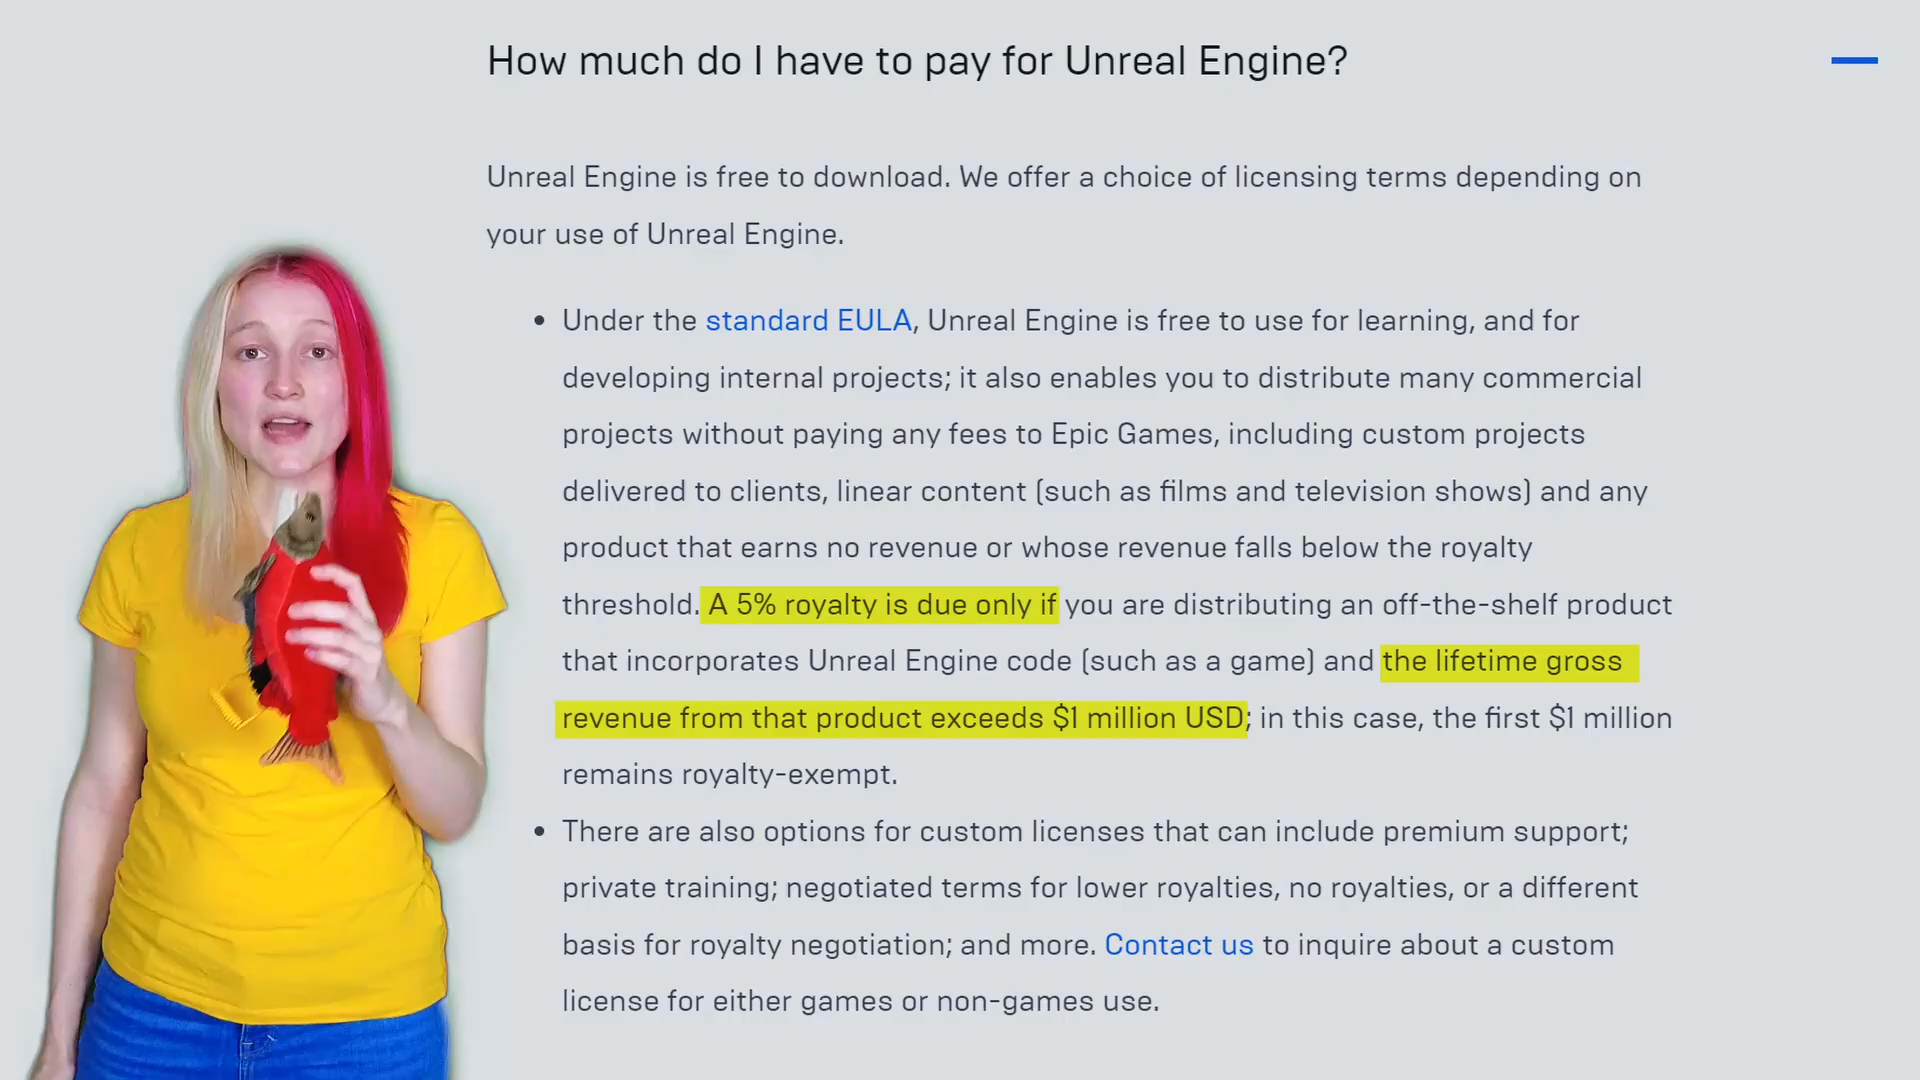 How much do I have to pay for Unreal Engine?
Unreal Engine is free to download. We offer a choice of licensing terms depending on
your use of Unreal Engine.
• Under the standard EULA, Unreal Engine is free to use for learning, and for
developing internal projects; it also enables you to distribute many commercial
projects without paying any fees to Epic Games, including custom projects
delivered to clients, linear content (such as films and television shows) and any
product that earns no revenue or whose revenue falls below the royalty
threshold. A 5% royalty is due only if you are distributing an off-the-shelf product
that incorporates Unreal Engine code (such as a game) and the lifetime gross
revenue from that product exceeds $1 million USD; in this case, the first $1 million
remains royalty-exempt.
• There are also options for custom licenses that can include premium support;
private training; negotiated terms for lower royalties, no royalties, or a different
basis for royalty negotiation; and more. Contact us to inquire about a custom
license for either games or non-games use.